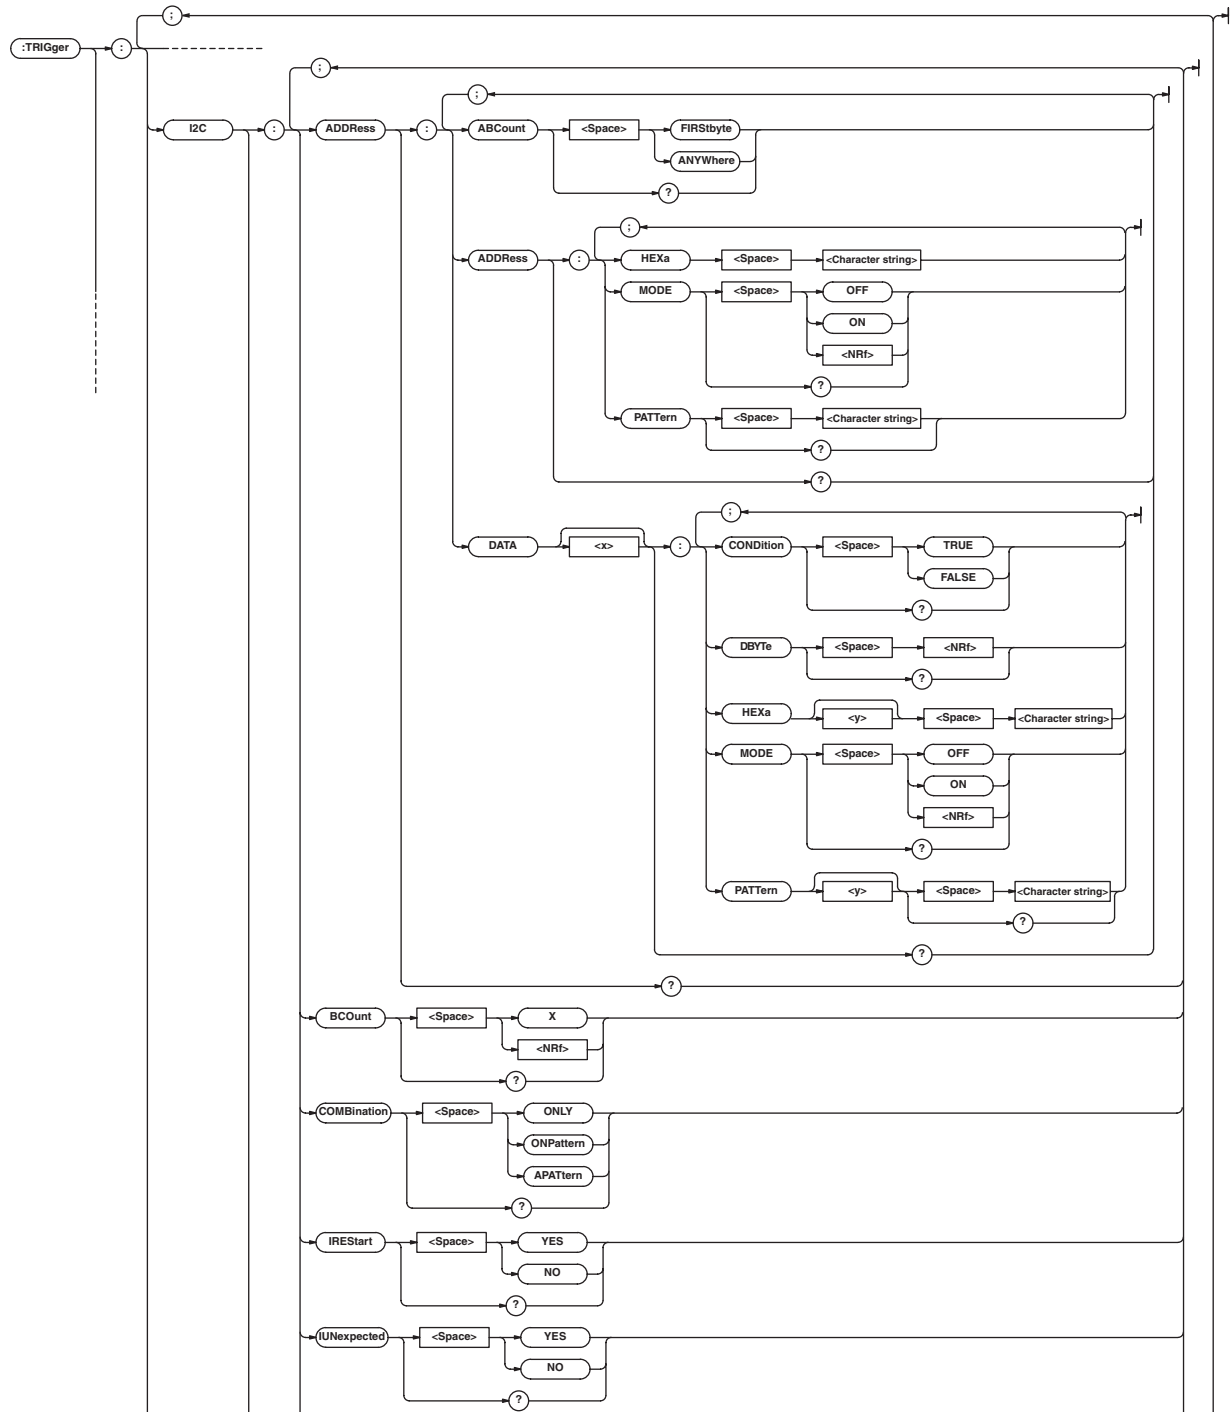 ;
:TRIGger :
;
;
I2C : ADDRess : ABCount <Space> FIRStbyte
ANYWhere
?
;
ADDRess : HEXa <Space> <Character string>
MODE <Space> OFF
ON
<NRf>
?
PATTern <Space> <Character string>
?
?
;
DATA <x> : CONDition <Space> TRUE
FALSE
?
DBYTe <Space> <NRf>
?
HEXa <y> <Space> <Character string>
MODE <Space> OFF
ON
<NRf>
?
PATTern <y> <Space> <Character string>
?
?
?
BCOunt <Space> X
<NRf>
?
COMBination <Space> ONLY
ONPattern
APATtern
?
IREStart <Space> YES
NO
?
IUNexpected <Space> YES
NO
?